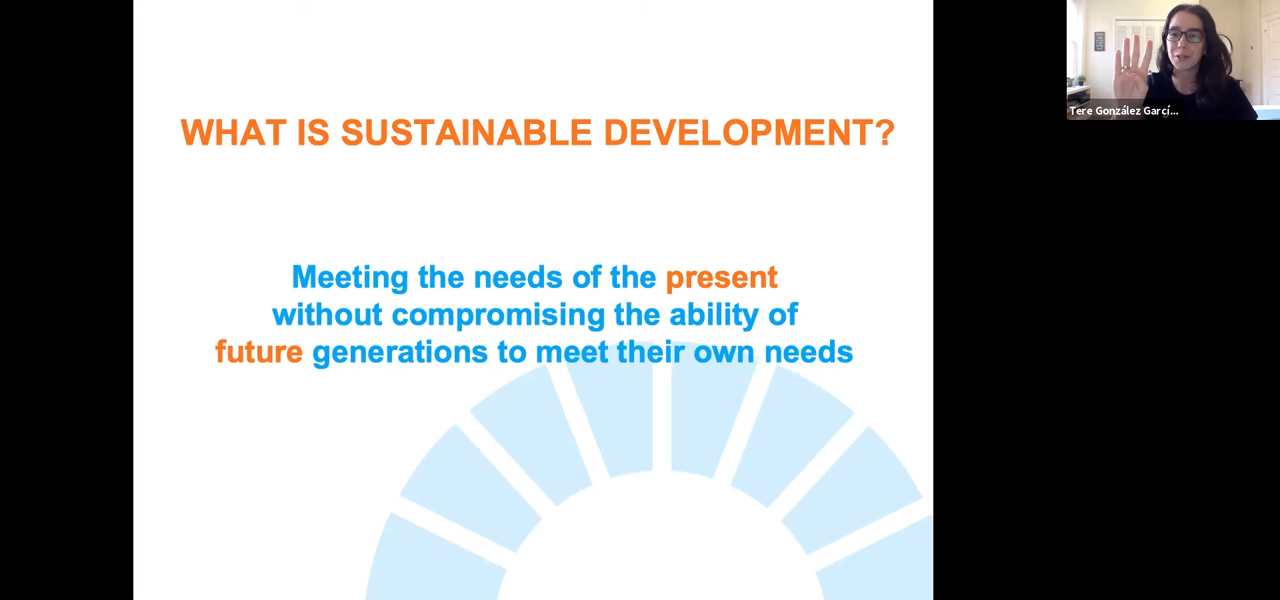 WHAT IS SUSTAINABLE DEVELOPMENT?
Meeting the needs of the present
without compromising the ability of
future generations to meet their own needs
Tere González Garcí...